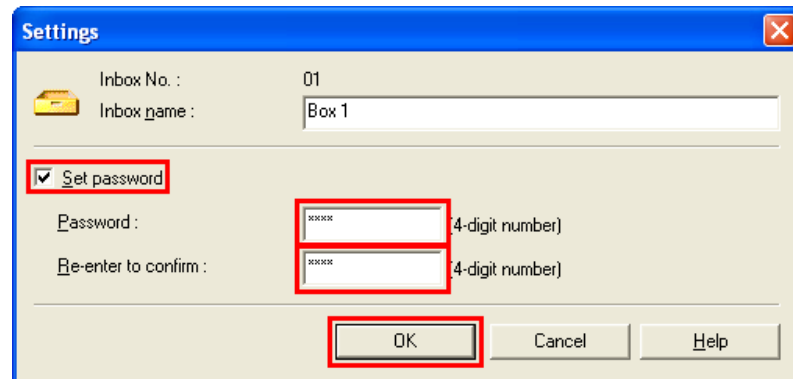 Settings
Inbox No. : 01
Inbox name : Box 1
Set password
Password : **** (4-digit number)
Re-enter to confirm : **** (4-digit number)
OK Cancel Help